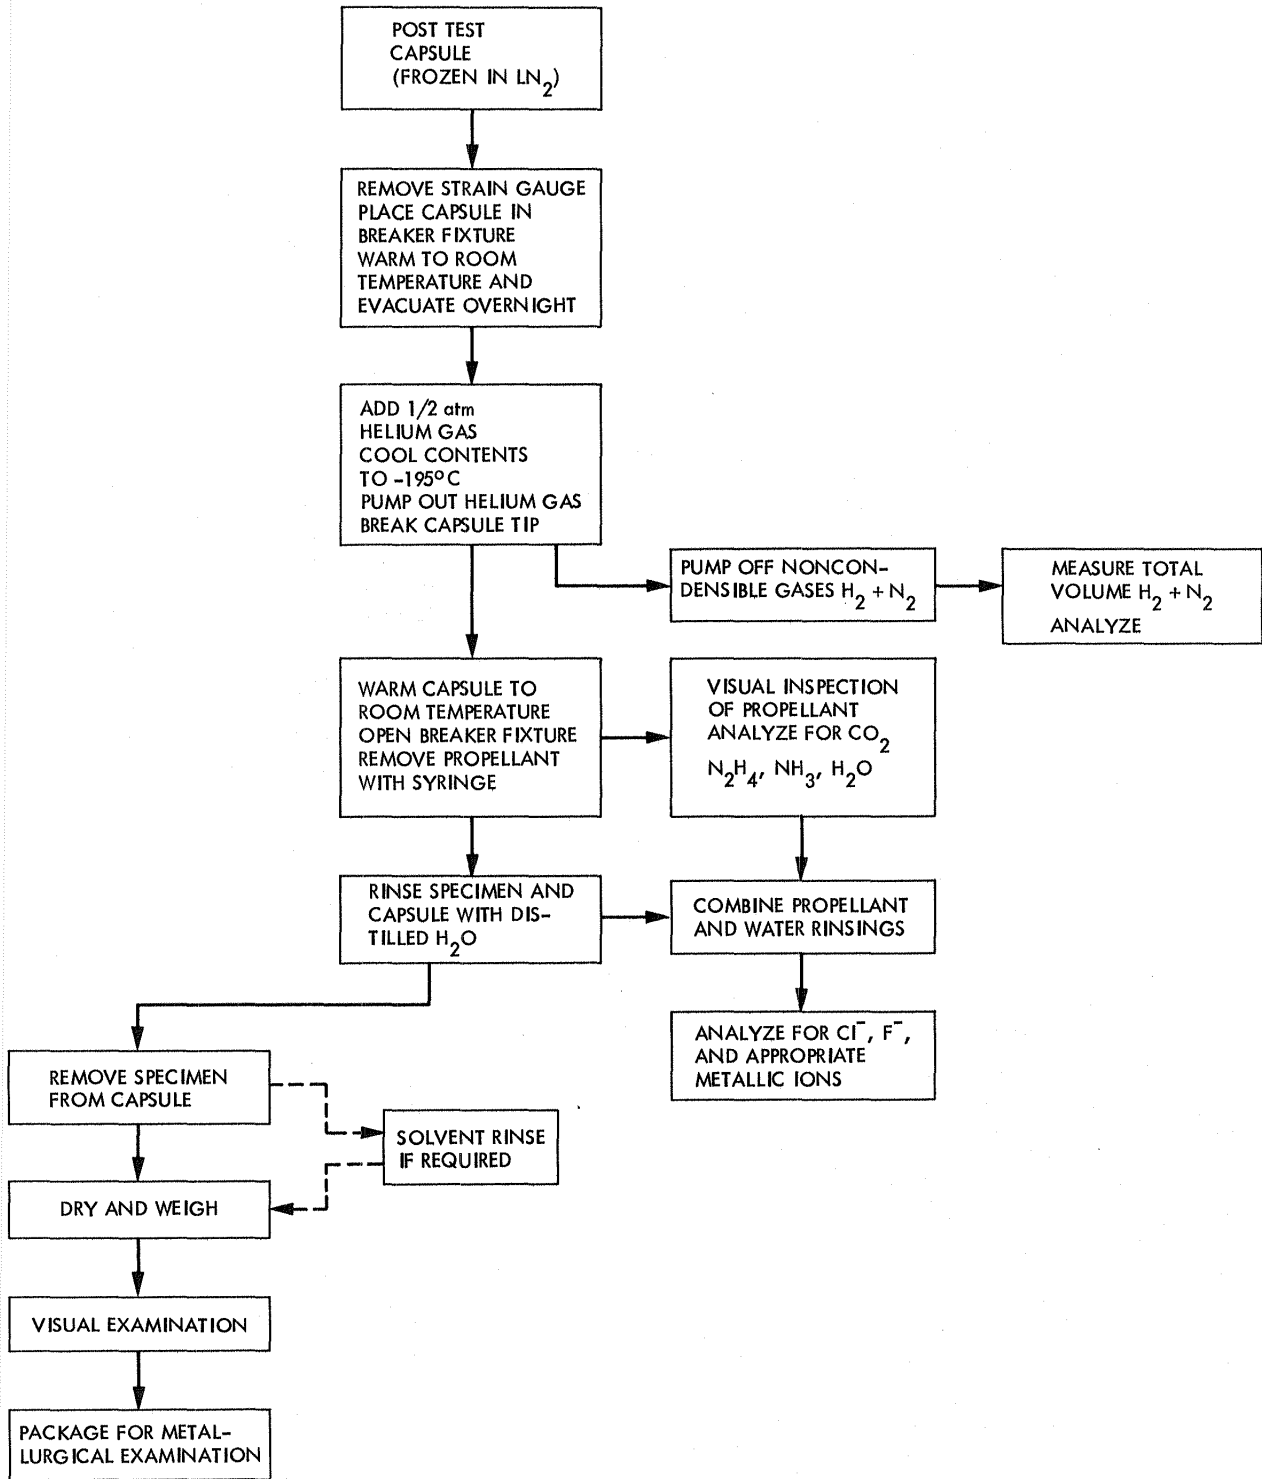 POST TEST
CAPSULE
(FROZEN IN LN₂)
REMOVE STRAIN GAUGE
PLACE CAPSULE IN
BREAKER FIXTURE
WARM TO ROOM
TEMPERATURE AND
EVACUATE OVERNIGHT
ADD 1/2 atm
HELIUM GAS
COOL CONTENTS
TO -195°C
PUMP OUT HELIUM GAS
BREAK CAPSULE TIP
PUMP OFF NONCON-
DENSIBLE GASES H₂ + N₂
MEASURE TOTAL
VOLUME H₂ + N₂
ANALYZE
WARM CAPSULE TO
ROOM TEMPERATURE
OPEN BREAKER FIXTURE
REMOVE PROPELLANT
WITH SYRINGE
VISUAL INSPECTION
OF PROPELLANT
ANALYZE FOR CO₂
N₂H₄, NH₃, H₂O
RINSE SPECIMEN AND
CAPSULE WITH DIS-
TILLED H₂O
COMBINE PROPELLANT
AND WATER RINSINGS
ANALYZE FOR Cl⁻, F⁻,
AND APPROPRIATE
METALLIC IONS
REMOVE SPECIMEN
FROM CAPSULE
SOLVENT RINSE
IF REQUIRED
DRY AND WEIGH
VISUAL EXAMINATION
PACKAGE FOR METAL-
LURGICAL EXAMINATION